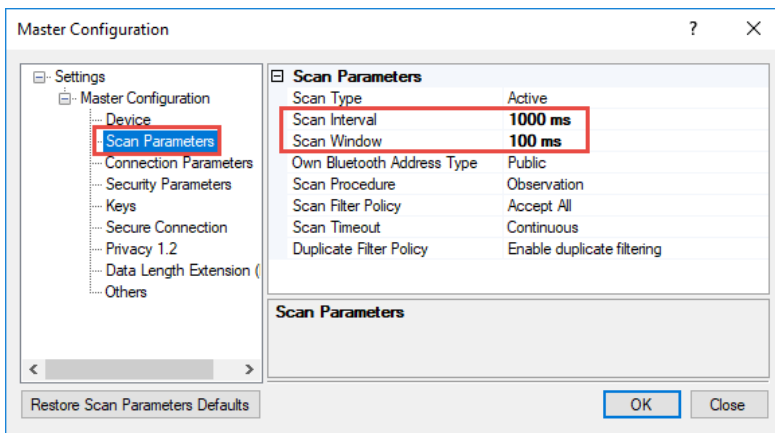 Master Configuration
Settings
Master Configuration
Device
Scan Parameters
Connection Parameters
Security Parameters
Keys
Secure Connection
Privacy 1.2
Data Length Extension (
Others
Scan Parameters
Scan Type Active
Scan Interval 1000 ms
Scan Window 100 ms
Own Bluetooth Address Type Public
Scan Procedure Observation
Scan Filter Policy Accept All
Scan Timeout Continuous
Duplicate Filter Policy Enable duplicate filtering
Scan Parameters
Restore Scan Parameters Defaults OK Close